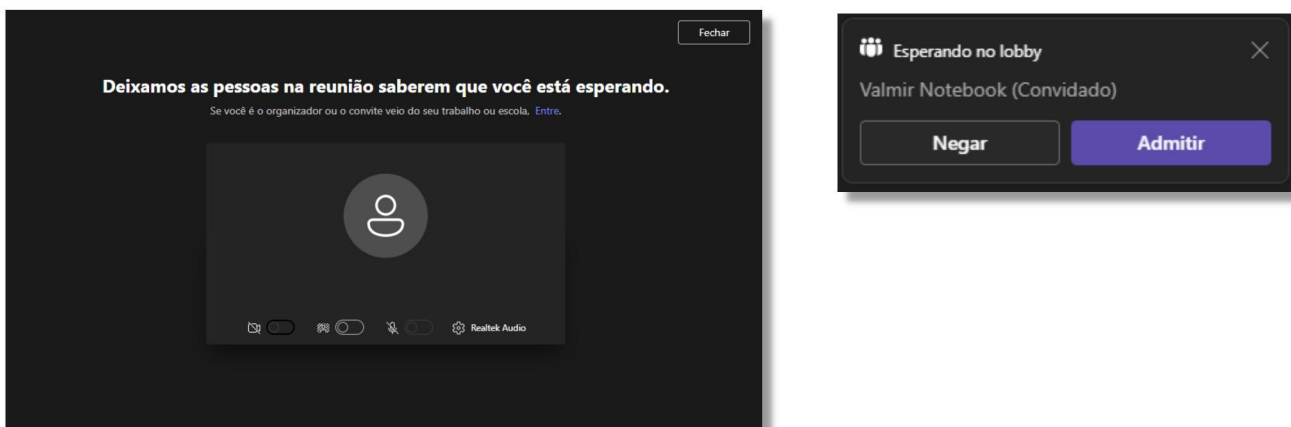 Fechar
Deixamos as pessoas na reunião saberem que você está esperando.
Se você é o organizador ou o convite veio do seu trabalho ou escola, Entre.
Realtek Audio
Esperando no lobby
Valmir Notebook (Convidado)
Negar
Admitir